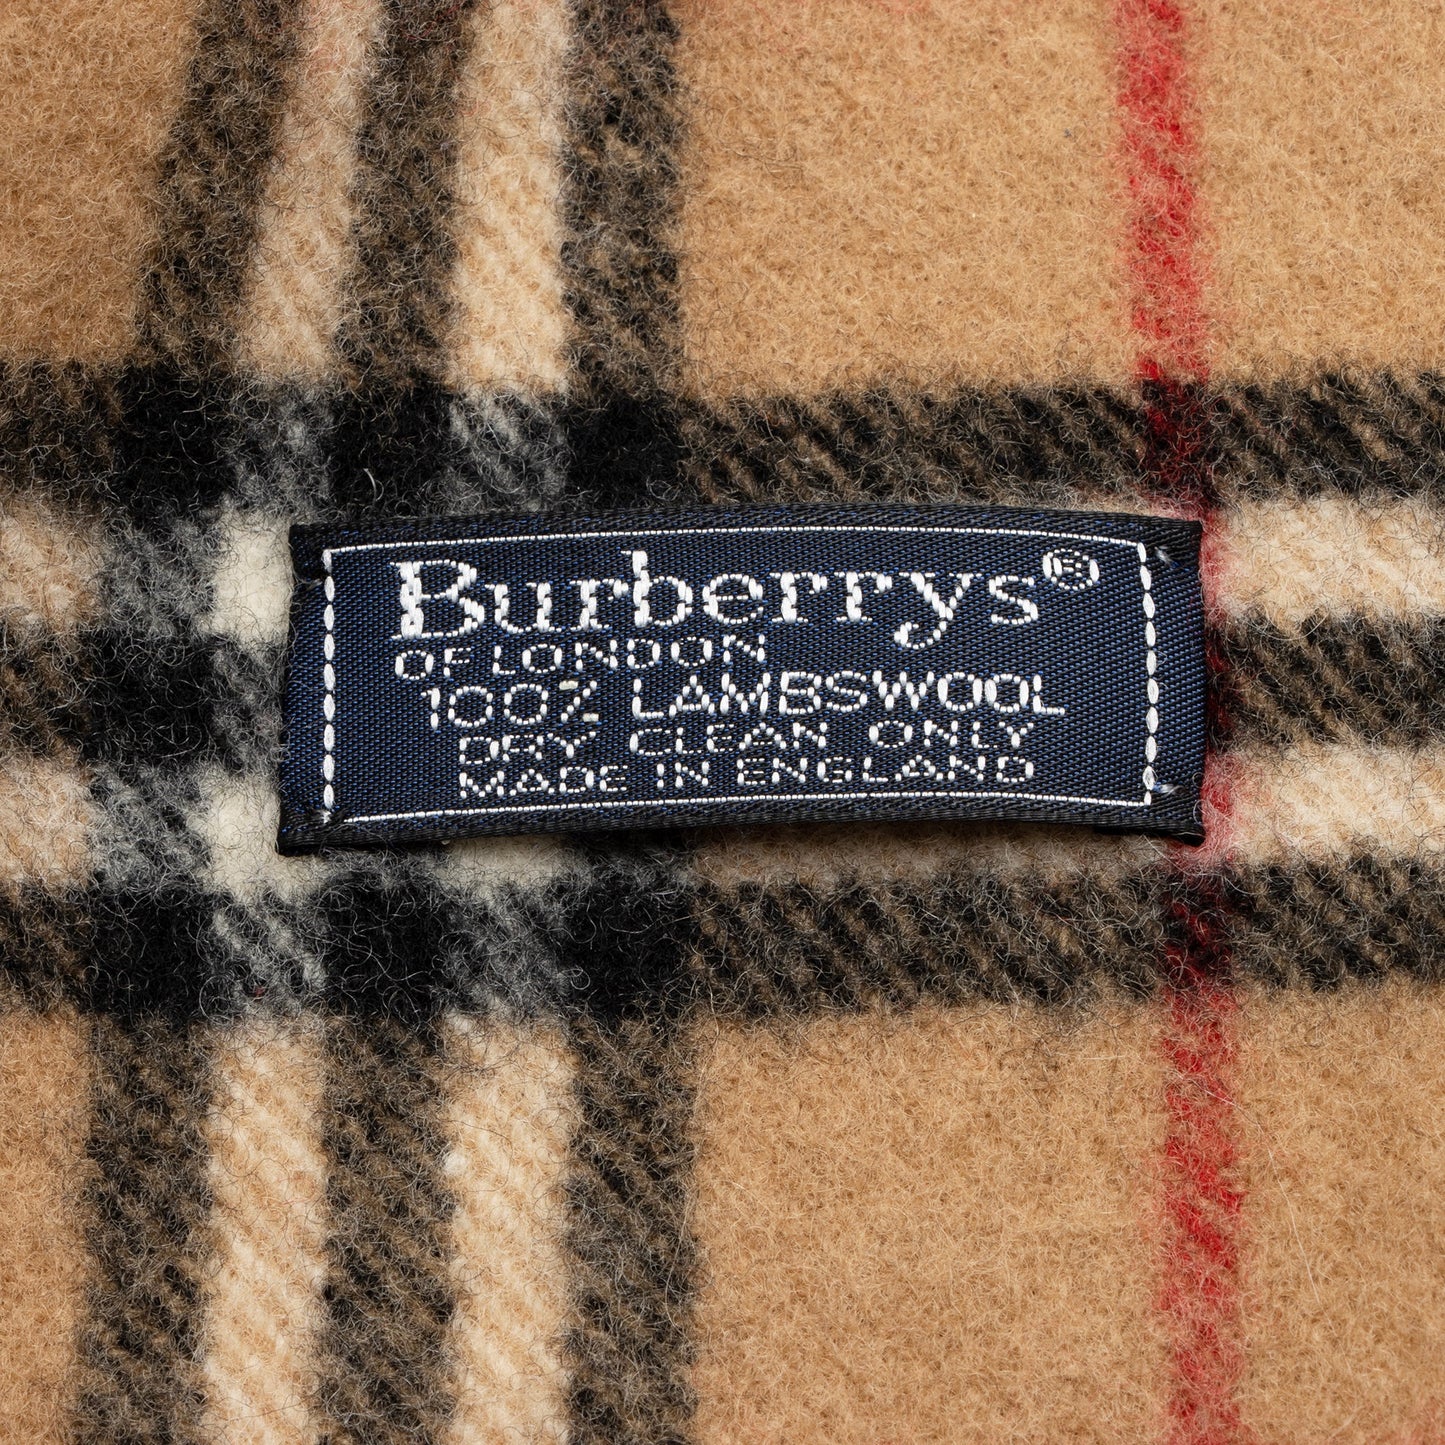 Burberrys®
OF LONDON
100% LAMBSWOOL
DRY CLEAN ONLY
MADE IN ENGLAND